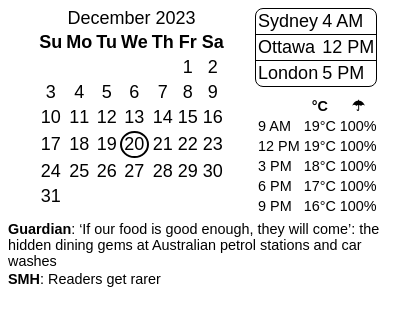 December 2023
Su Mo Tu We Th Fr Sa
1 2
3 4 5 6 7 8 9
10 11 12 13 14 15 16
17 18 19 20 21 22 23
24 25 26 27 28 29 30
31
Sydney 4 AM
Ottawa 12 PM
London 5 PM
°C ☂
9 AM 19°C 100%
12 PM 19°C 100%
3 PM 18°C 100%
6 PM 17°C 100%
9 PM 16°C 100%
Guardian: ‘If our food is good enough, they will come’: the
hidden dining gems at Australian petrol stations and car
washes
SMH: Readers get rarer